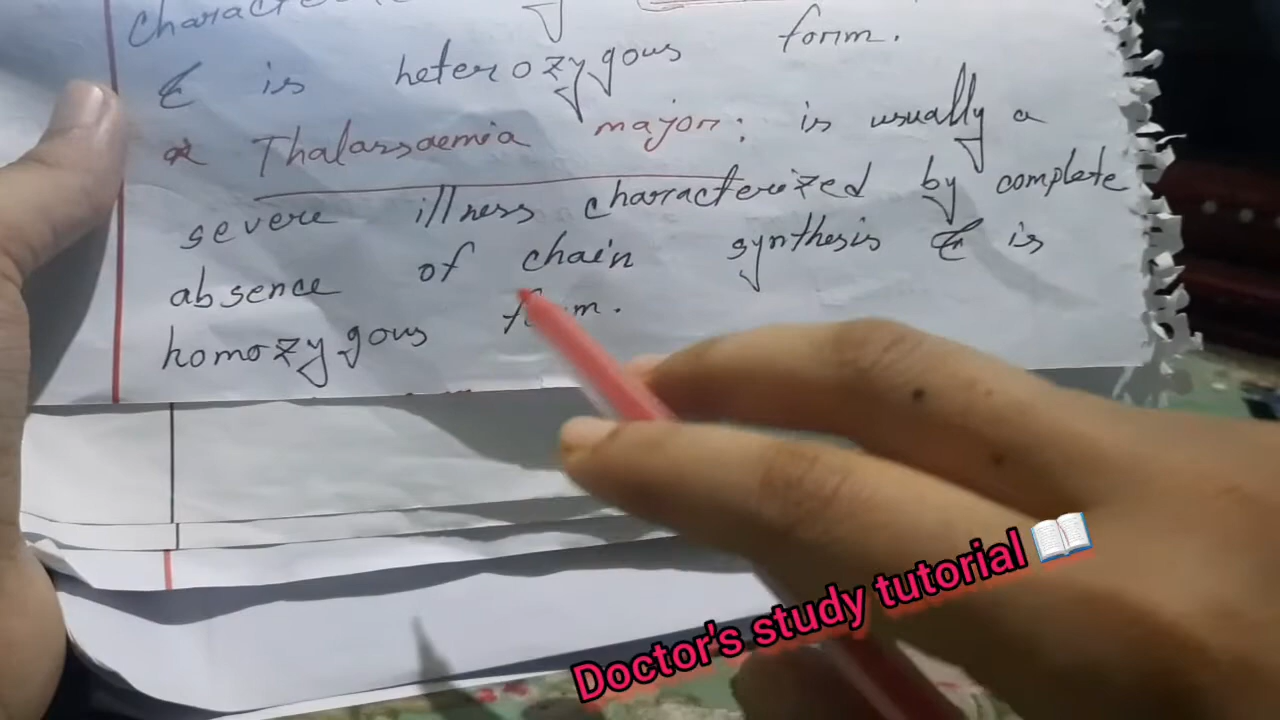 & is heterozygous form.
* Thalassaemia major: is usually a
severe illness characterized by complete
absence of chain synthesis & is
homozygous form.
Doctor's study tutorial 📖